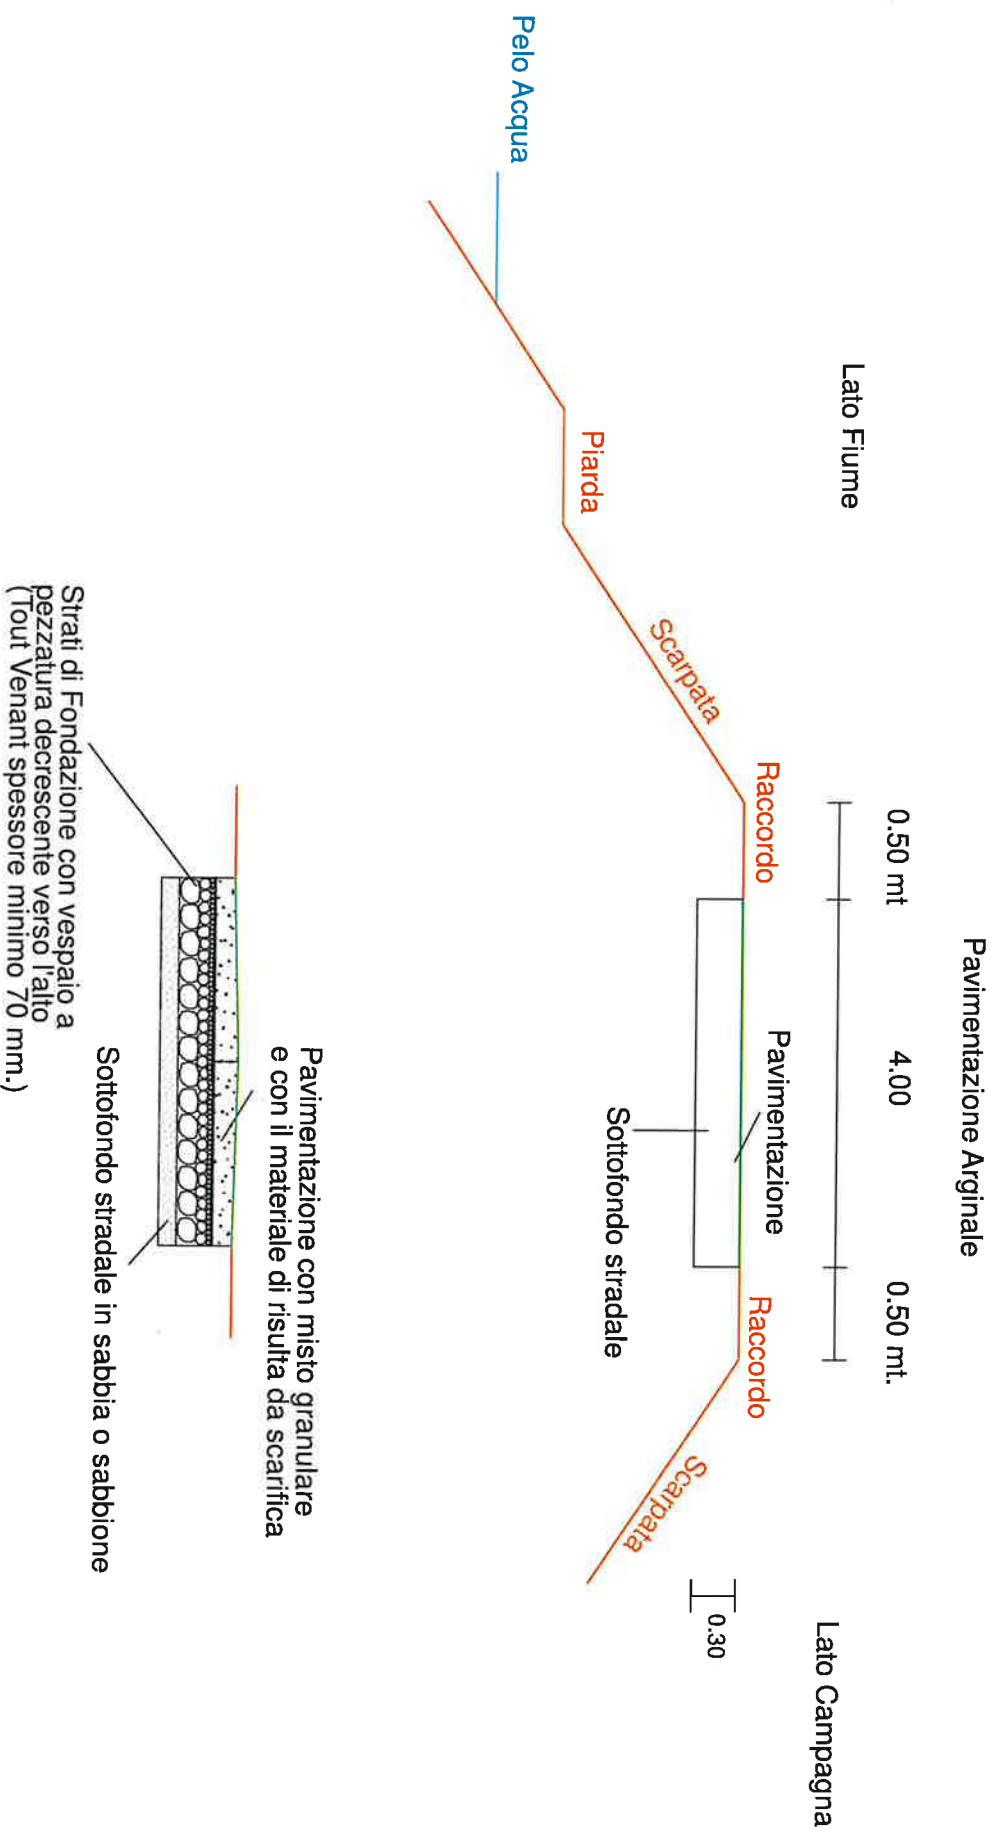 Pavimentazione Arginale
0.50 mt
4.00
0.50 mt.
Lato Fiume
Lato Campagna
Raccordo
Pavimentazione
Raccordo
Scarpata
Scarpata
0.30
Piarda
Sottofondo stradale
Pelo Acqua
Pavimentazione con misto granulare
e con il materiale di risulta da scarifica
Sottofondo stradale in sabbia o sabbione
Strati di Fondazione con vespaio a
pezzatura decrescente verso l'alto
(Tout Venant spessore minimo 70 mm.)